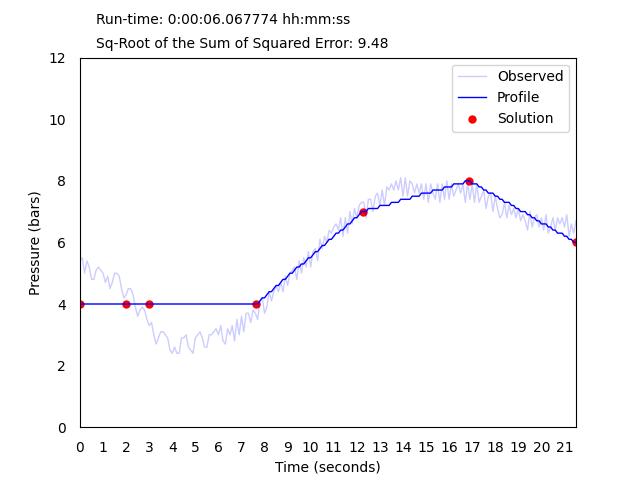 Run-time: 0:00:06.067774 hh:mm:ss
Sq-Root of the Sum of Squared Error: 9.48
12
10
8
6
4
2
0
Observed
Profile
Solution
Pressure (bars)
0 1 2 3 4 5 6 7 8 9 10 11 12 13 14 15 16 17 18 19 20 21
Time (seconds)